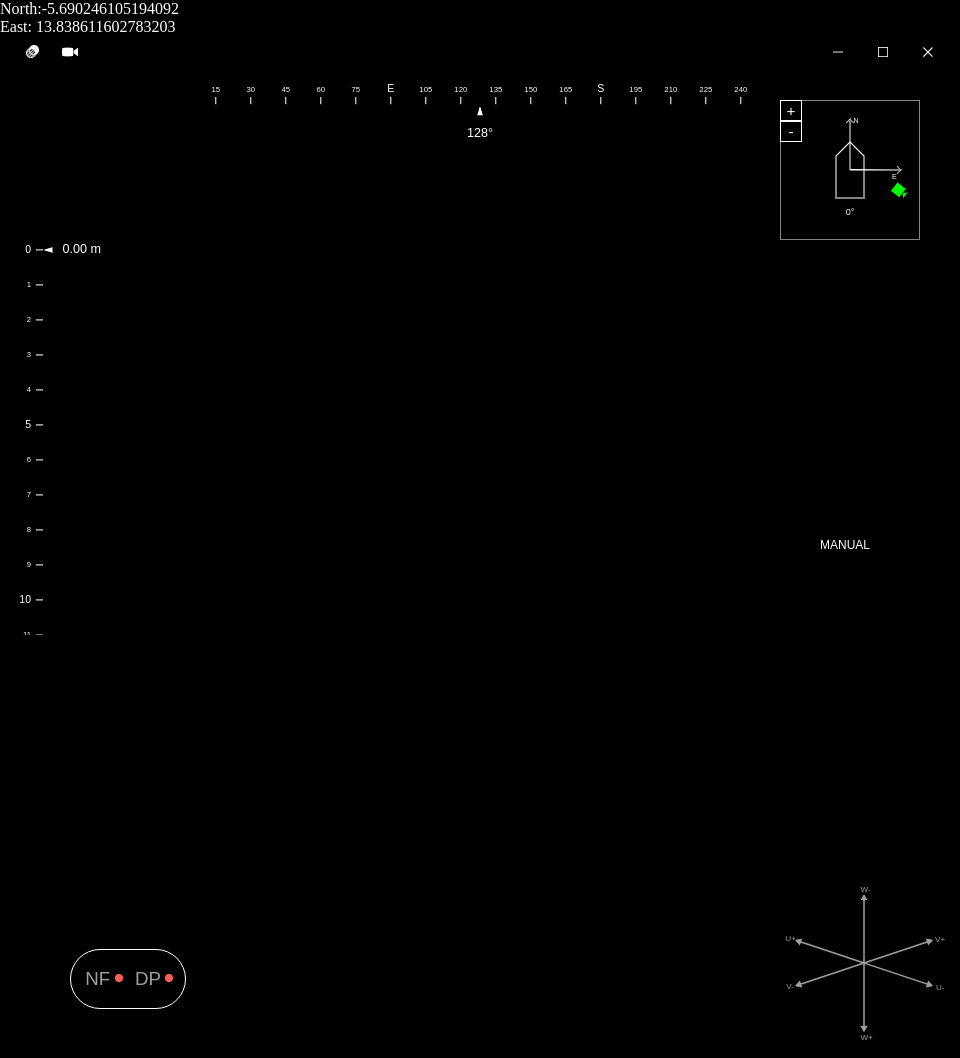 North:-5.690246105194092
East: 13.838611602783203
15 30 45 60 75 E 105 120 135 150 165 S 195 210 225 240
128°
+
-
N
E
0°
0 0.00 m
1
2
3
4
5
6
7
8
9
10
11
MANUAL
W-
U+ V+
V- U-
W+
NF DP